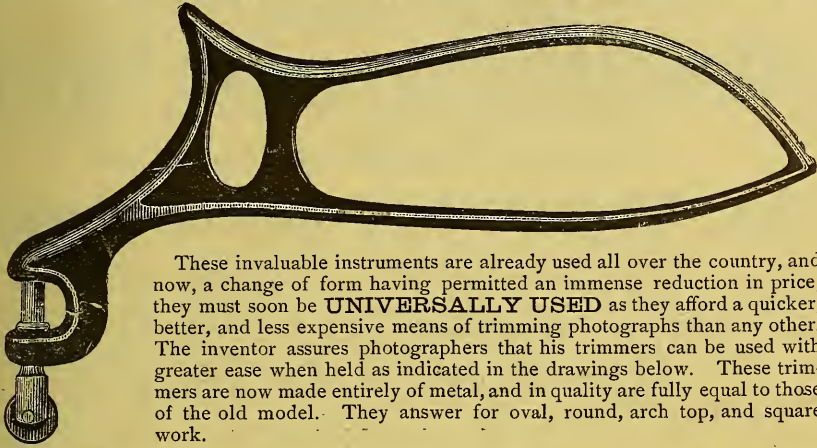 These invaluable instruments are already used all over the country, and
now, a change of form having permitted an immense reduction in price
they must soon be UNIVERSALLY USED as they afford a quicker
better, and less expensive means of trimming photographs than any other
The inventor assures photographers that his trimmers can be used with
greater ease when held as indicated in the drawings below. These trim-
mers are now made entirely of metal, and in quality are fully equal to those
of the old model. They answer for oval, round, arch top, and square
work.